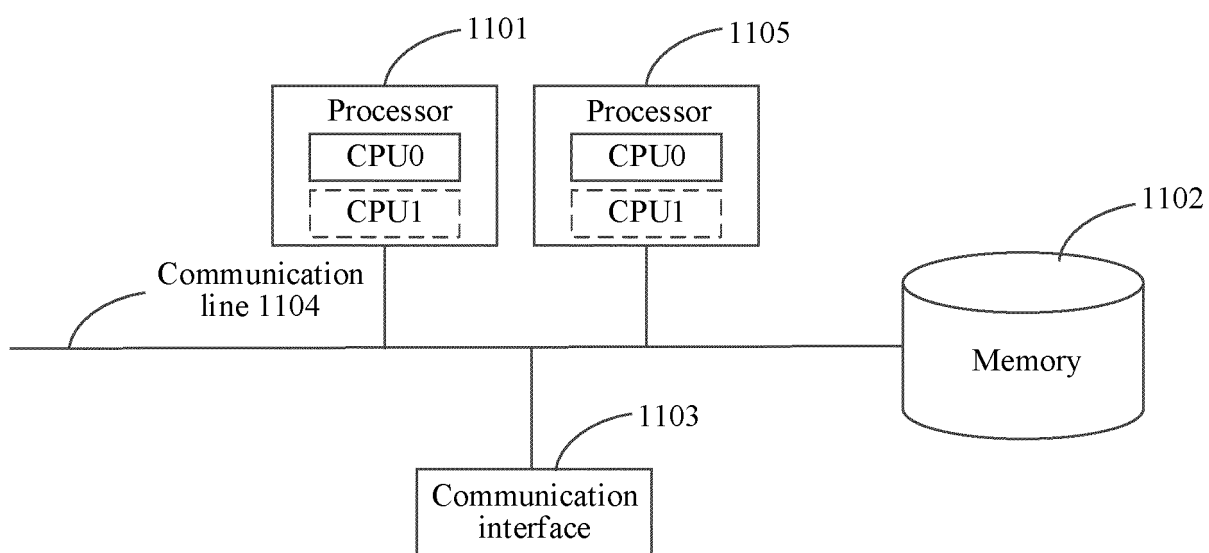 1101
1105
Processor
CPU0
CPU1
Processor
CPU0
CPU1
1102
Communication
line 1104
Memory
1103
Communication
interface